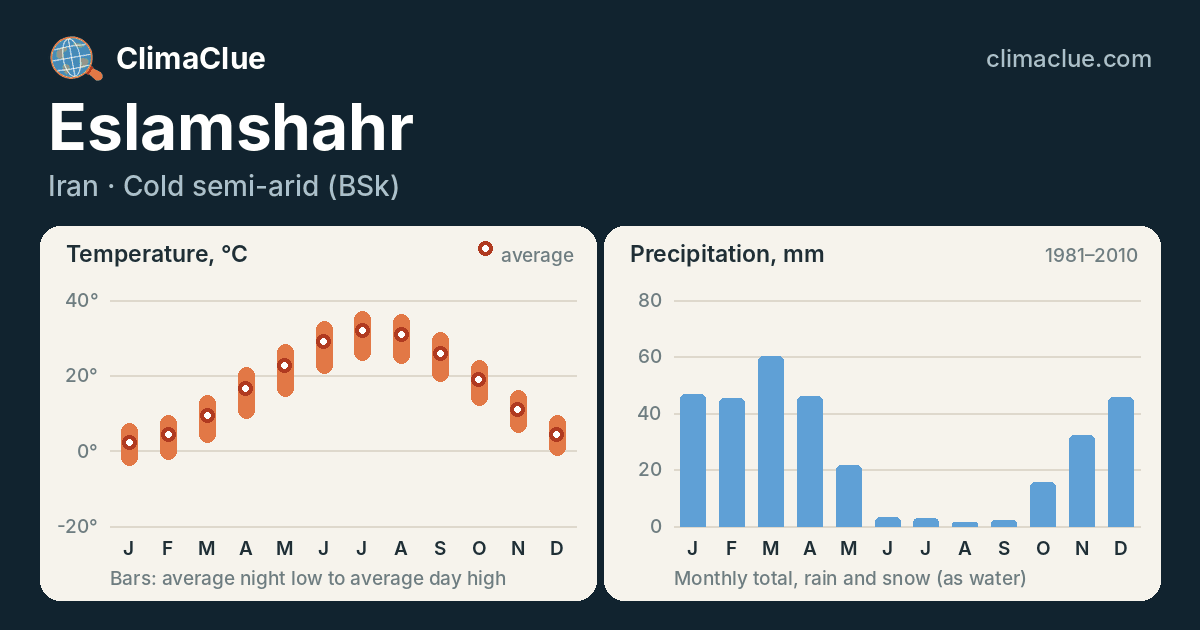 ClimaClue
climaclue.com
Eslamshahr
Iran · Cold semi-arid (BSk)
Temperature, °C
average
40°
20°
0°
-20°
J F M A M J J A S O N D
Bars: average night low to average day high
Precipitation, mm
1981–2010
80
60
40
20
0
J F M A M J J A S O N D
Monthly total, rain and snow (as water)